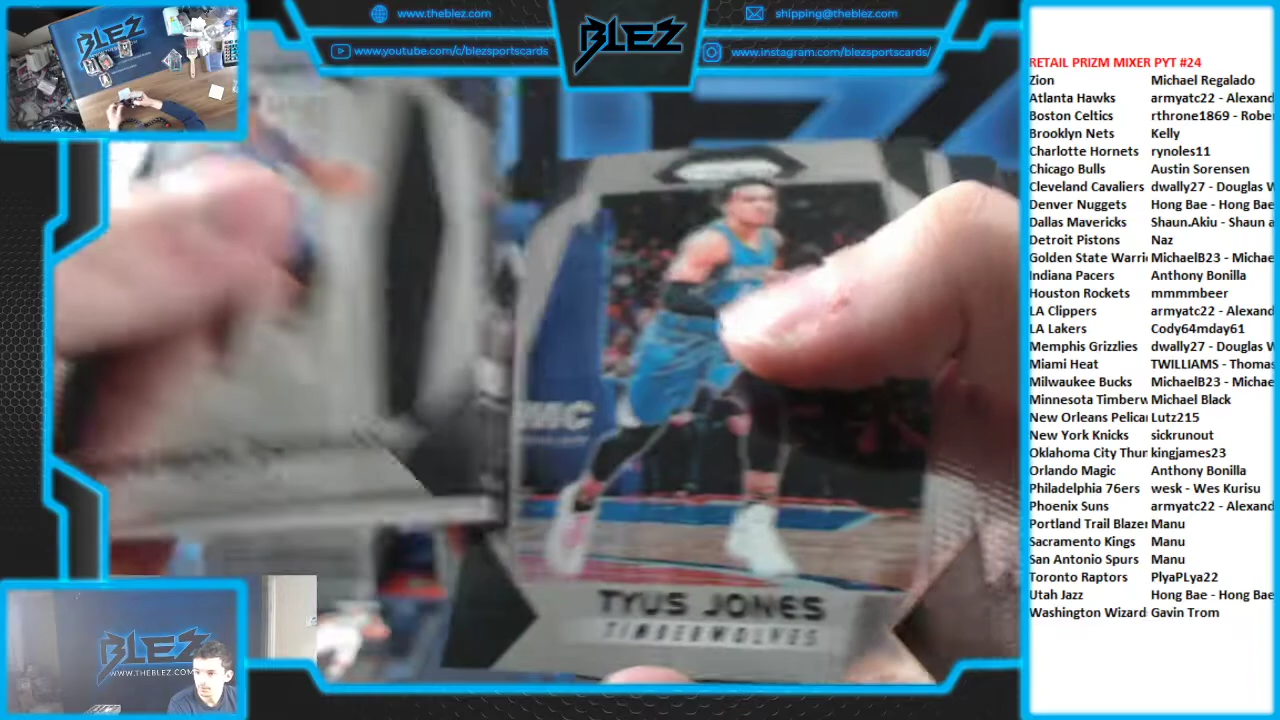 www.theblez.com
shipping@theblez.com
www.youtube.com/c/blezsportscards
www.instagram.com/blezsportscards/
BLEZ
BLEZ
RETAIL PRIZM MIXER PYT #24
Zion Michael Regalado
Atlanta Hawks armyatc22 - Alexand
Boston Celtics rthrone1869 - Robe
Brooklyn Nets Kelly
Charlotte Hornets rynoles11
Chicago Bulls Austin Sorensen
Cleveland Cavaliers dwally27 - Douglas W
Denver Nuggets Hong Bae - Hong Bae
Dallas Mavericks Shaun.Akiu - Shaun a
Detroit Pistons Naz
Golden State Warri MichaelB23 - Michae
Indiana Pacers Anthony Bonilla
Houston Rockets mmmmbeer
LA Clippers armyatc22 - Alexand
LA Lakers Cody64mday61
Memphis Grizzlies dwally27 - Douglas W
Miami Heat TWILLIAMS - Thomas
Milwaukee Bucks MichaelB23 - Michae
Minnesota Timberw Michael Black
New Orleans Pelica Lutz215
New York Knicks sickrunout
Oklahoma City Thun kingjames23
Orlando Magic Anthony Bonilla
Philadelphia 76ers wesk - Wes Kurisu
Phoenix Suns armyatc22 - Alexand
Portland Trail Blazer Manu
Sacramento Kings Manu
San Antonio Spurs Manu
Toronto Raptors PlyaPLya22
Utah Jazz Hong Bae - Hong Bae
Washington Wizard Gavin Trom
TYUS JONES
TIMBERWOLVES
BLEZ
WWW.THEBLEZ.COM